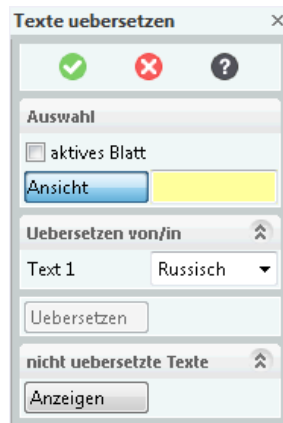 Texte uebersetzen
Auswahl
aktives Blatt
Ansicht
Uebersetzen von/in
Text 1 Russisch
Uebersetzen
nicht uebersetzte Texte
Anzeigen